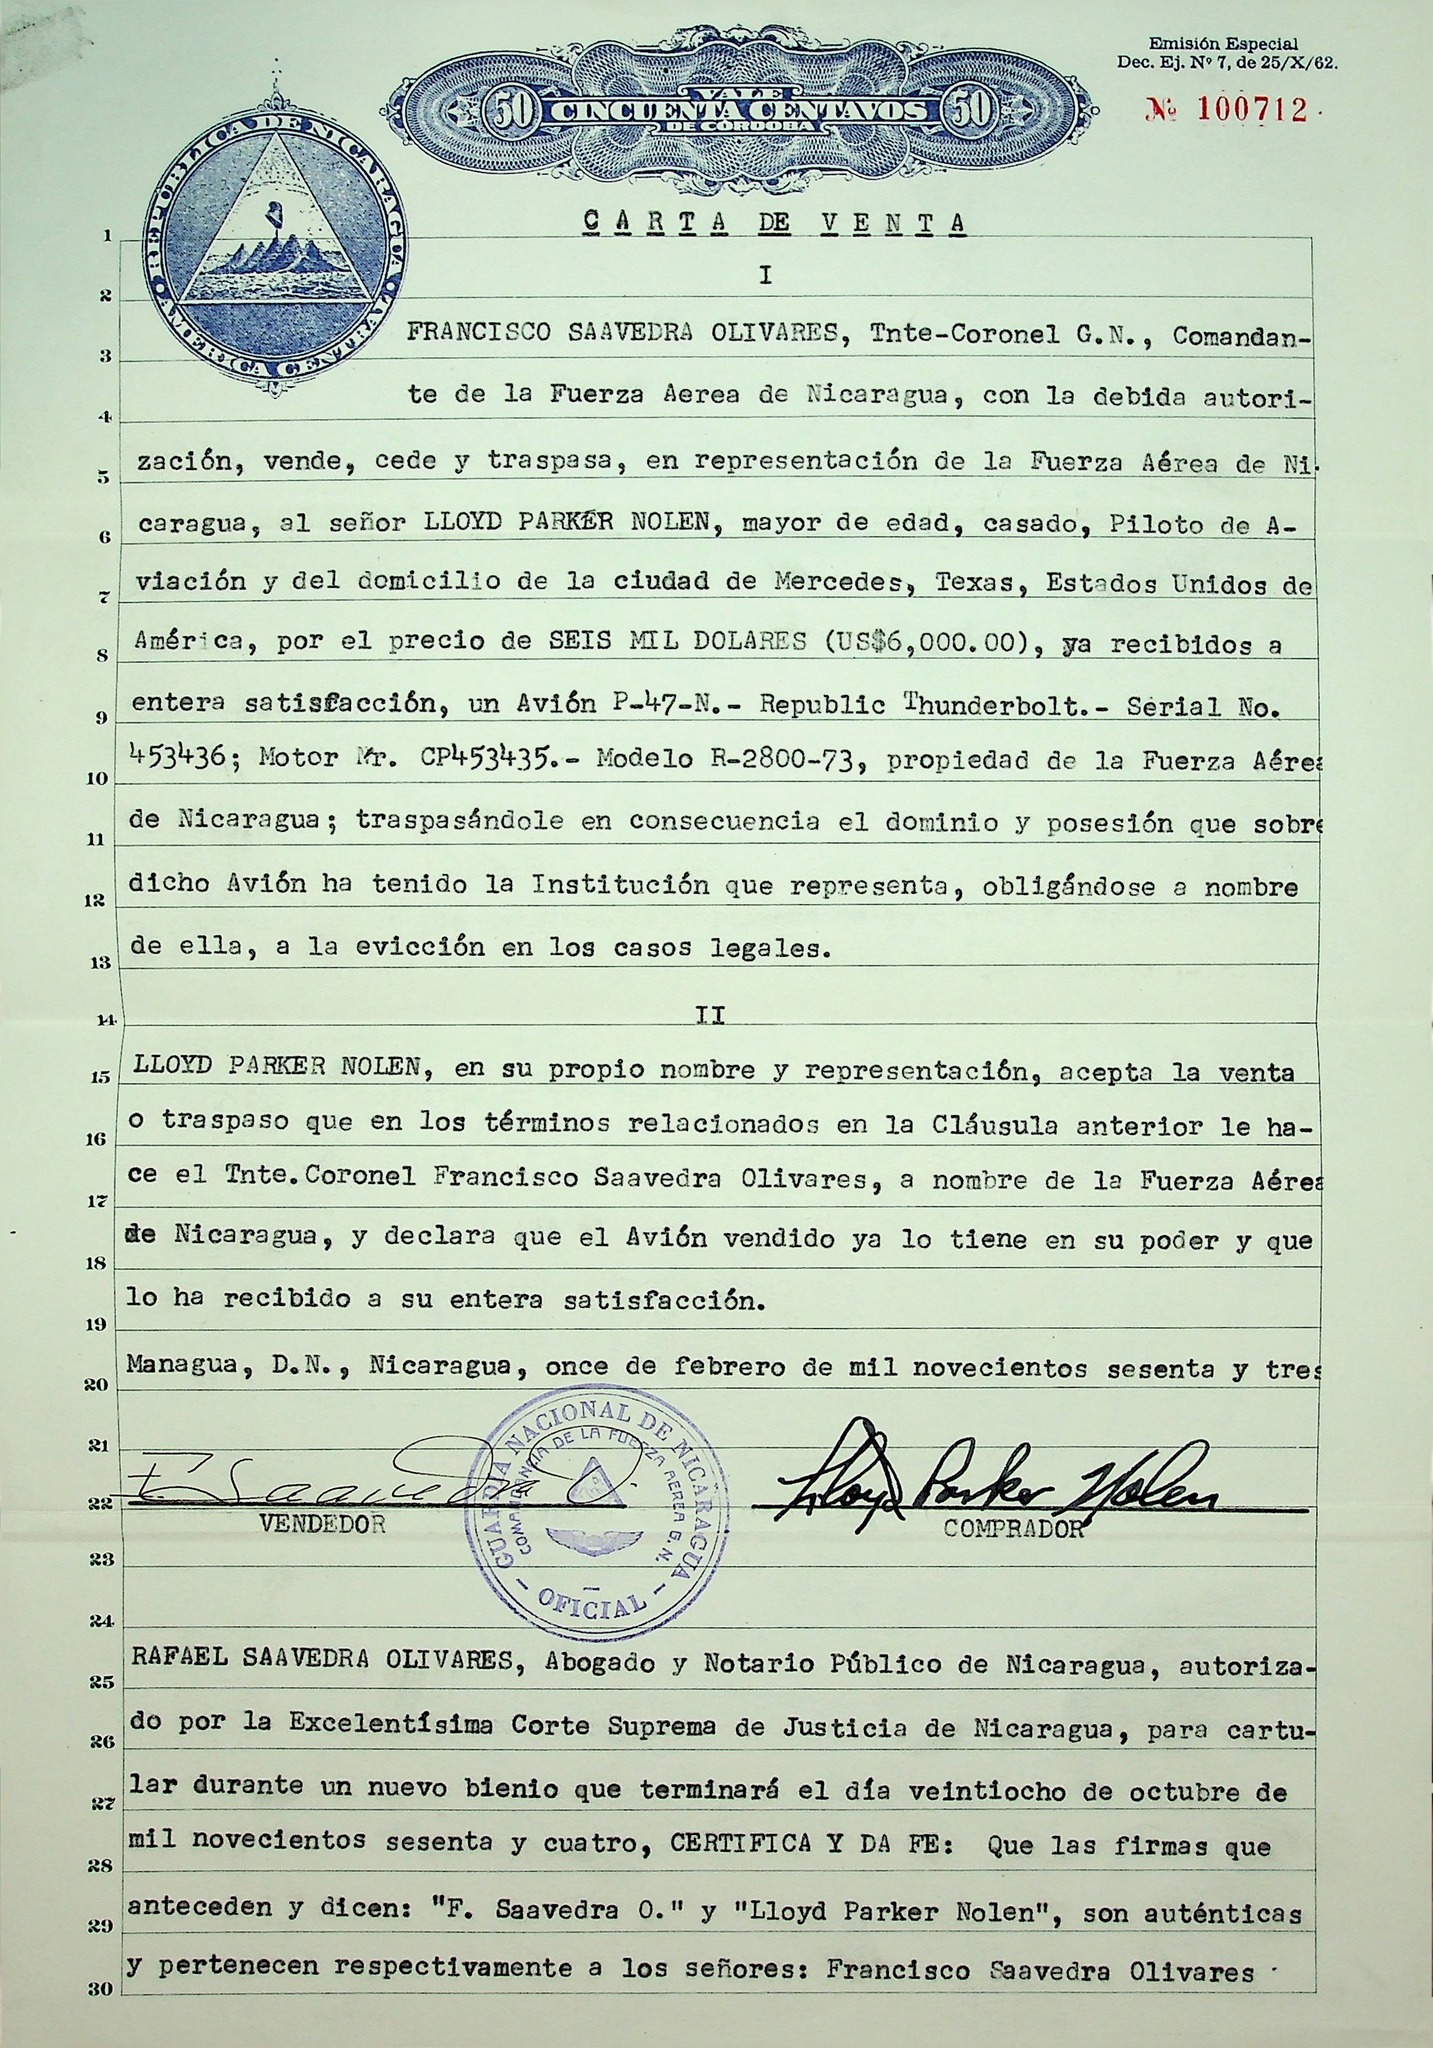 Emisión Especial
Dec. Ej. Nº 7, de 25/X/62.
Nº 100712
VALE
50 CINCUENTA CENTAVOS 50
DE CORDOBA
REPUBLICA DE NICARAGUA
AMERICA CENTRAL
CARTA DE VENTA
1
I
2
FRANCISCO SAAVEDRA OLIVARES, Tnte-Coronel G.N., Comandan-
3
te de la Fuerza Aerea de Nicaragua, con la debida autori-
4
zación, vende, cede y traspasa, en representación de la Fuerza Aérea de Ni
5
caragua, al señor LLOYD PARKER NOLEN, mayor de edad, casado, Piloto de A-
6
viación y del domicilio de la ciudad de Mercedes, Texas, Estados Unidos de
7
América, por el precio de SEIS MIL DOLARES (US$6,000.00), ya recibidos a
8
entera satisfacción, un Avión P-47-N.- Republic Thunderbolt.- Serial No.
9
453436; Motor Nr. CP453435.- Modelo R-2800-73, propiedad de la Fuerza Aérea
10
de Nicaragua; traspasándole en consecuencia el dominio y posesión que sobre
11
dicho Avión ha tenido la Institución que representa, obligándose a nombre
12
de ella, a la evicción en los casos legales.
13
II
14
LLOYD PARKER NOLEN, en su propio nombre y representación, acepta la venta
15
o traspaso que en los términos relacionados en la Cláusula anterior le ha-
16
ce el Tnte. Coronel Francisco Saavedra Olivares, a nombre de la Fuerza Aérea
17
de Nicaragua, y declara que el Avión vendido ya lo tiene en su poder y que
18
lo ha recibido a su entera satisfacción.
19
Managua, D.N., Nicaragua, once de febrero de mil novecientos sesenta y tres
20
GUARDIA NACIONAL DE NICARAGUA
COMANDANCIA DE LA FUERZA AEREA G.N.
- OFICIAL -
21
F Saavedra O. Lloyd Parker Nolen
22
VENDEDOR COMPRADOR
23
24
RAFAEL SAAVEDRA OLIVARES, Abogado y Notario Público de Nicaragua, autoriza-
25
do por la Excelentísima Corte Suprema de Justicia de Nicaragua, para cartu-
26
lar durante un nuevo bienio que terminará el día veintiocho de octubre de
27
mil novecientos sesenta y cuatro, CERTIFICA Y DA FE: Que las firmas que
28
anteceden y dicen: "F. Saavedra O." y "Lloyd Parker Nolen", son auténticas
29
y pertenecen respectivamente a los señores: Francisco Saavedra Olivares
30